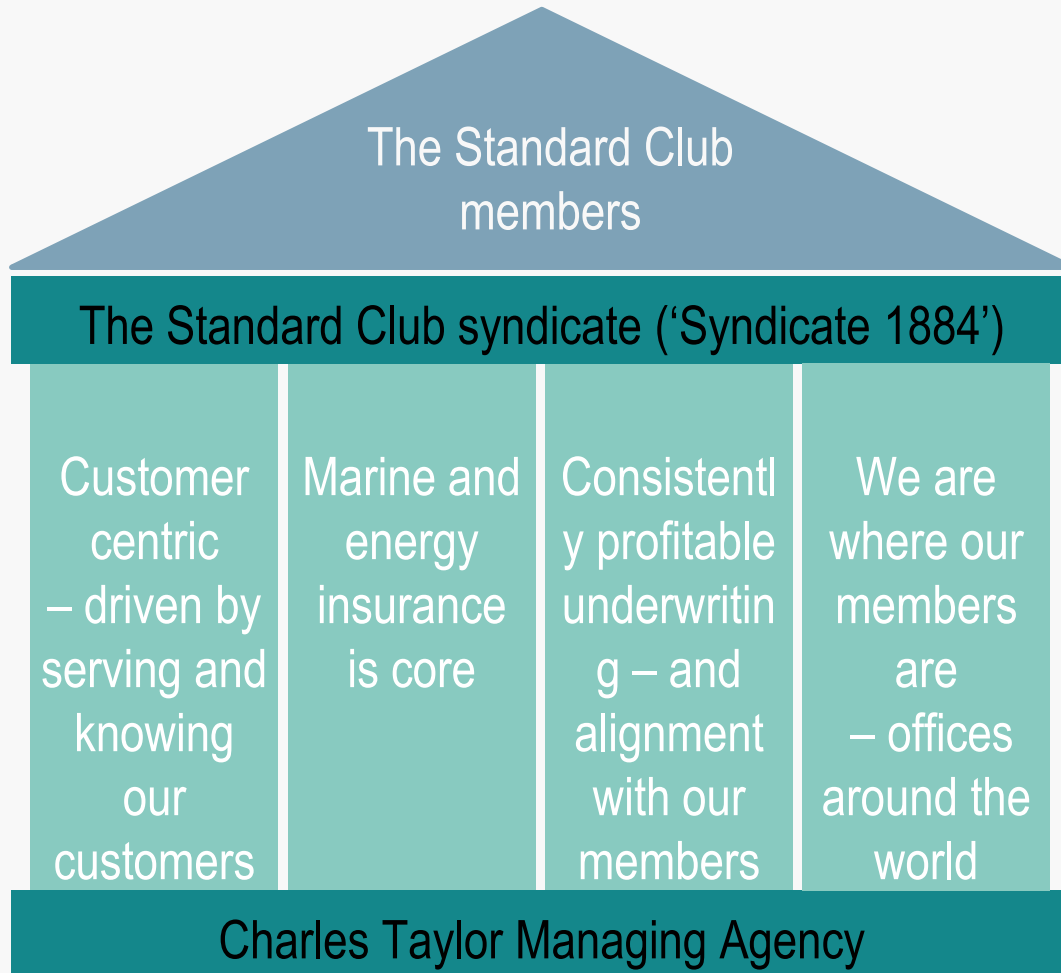 The Standard Club
members
The Standard Club syndicate (‘Syndicate 1884’)
Customer
centric
– driven by
serving and
knowing
our
customers
Marine and
energy
insurance
is core
Consistentl
y profitable
underwritin
g – and
alignment
with our
members
We are
where our
members
are
– offices
around the
world
Charles Taylor Managing Agency